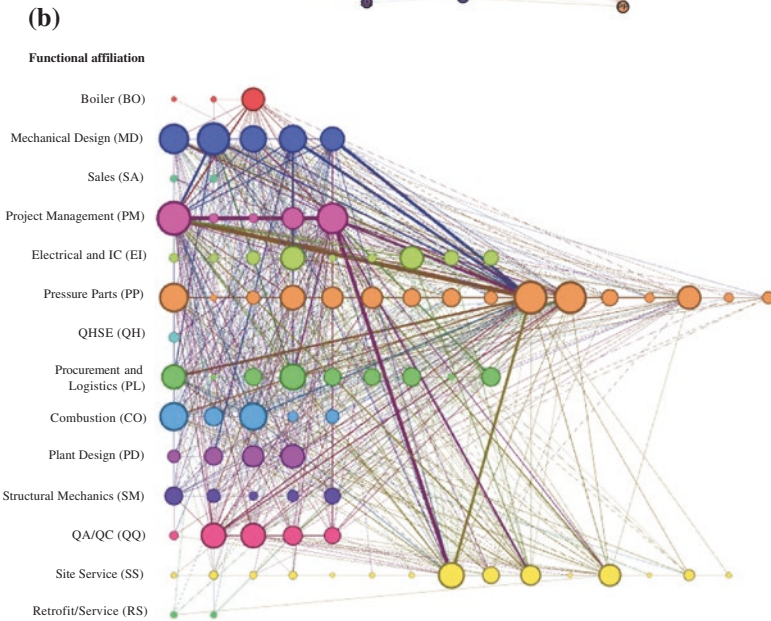 (b)
Functional affiliation
Boiler (BO)
Mechanical Design (MD)
Sales (SA)
Project Management (PM)
Electrical and IC (EI)
Pressure Parts (PP)
QHSE (QH)
Procurement and
Logistics (PL)
Combustion (CO)
Plant Design (PD)
Structural Mechanics (SM)
QA/QC (QQ)
Site Service (SS)
Retrofit/Service (RS)